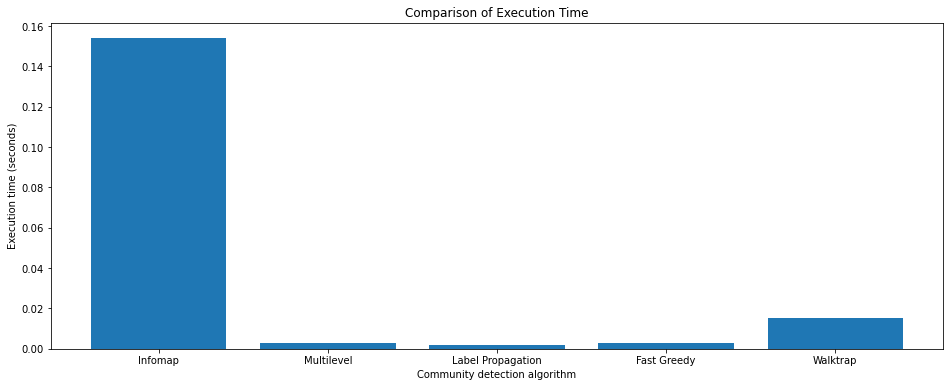 Comparison of Execution Time
Execution time (seconds)
0.16
0.14
0.12
0.10
0.08
0.06
0.04
0.02
0.00
Infomap
Multilevel
Label Propagation
Fast Greedy
Walktrap
Community detection algorithm